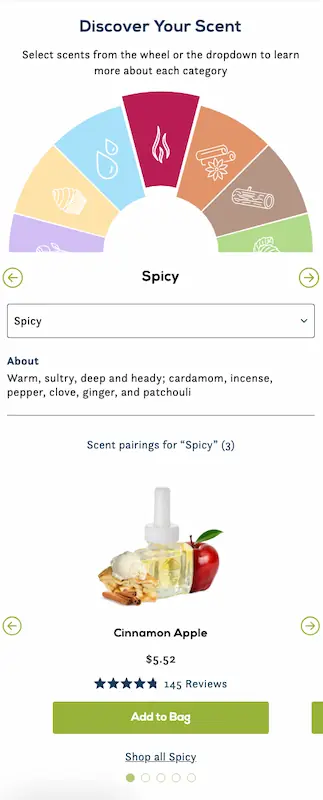 Discover Your Scent
Select scents from the wheel or the dropdown to learn
more about each category
Spicy
Spicy
About
Warm, sultry, deep and heady; cardamom, incense,
pepper, clove, ginger, and patchouli
Scent pairings for “Spicy” (3)
Cinnamon Apple
$5.52
145 Reviews
Add to Bag
Shop all Spicy